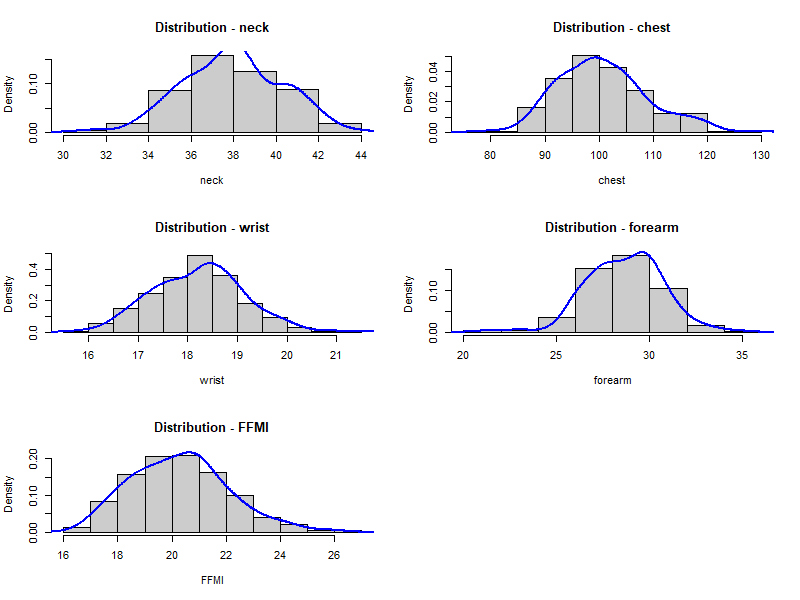 Distribution - neck
Density
0.00
0.10
30 32 34 36 38 40 42 44
neck
Distribution - chest
Density
0.00 0.02 0.04
80 90 100 110 120 130
chest
Distribution - wrist
Density
0.0 0.2 0.4
16 17 18 19 20 21
wrist
Distribution - forearm
Density
0.00 0.10
20 25 30 35
forearm
Distribution - FFMI
Density
0.00 0.10 0.20
16 18 20 22 24 26
FFMI